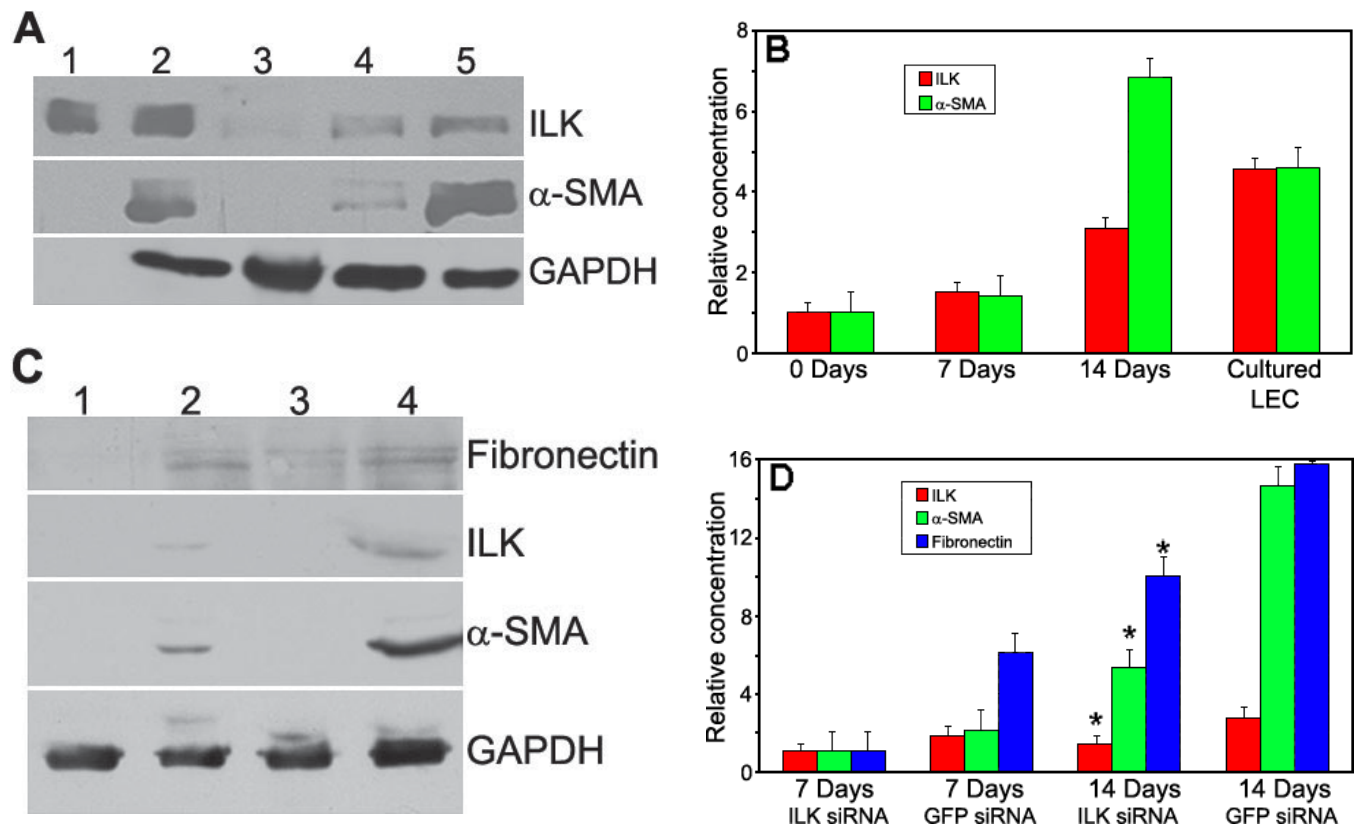 A
1 2 3 4 5
ILK
α-SMA
GAPDH
B
8
6
4
2
0
Relative concentration
ILK
α-SMA
0 Days
7 Days
14 Days
Cultured
LEC
C
1 2 3 4
Fibronectin
ILK
α-SMA
GAPDH
D
16
12
8
4
0
Relative concentration
ILK
α-SMA
Fibronectin
*
*
*
7 Days
ILK siRNA
7 Days
GFP siRNA
14 Days
ILK siRNA
14 Days
GFP siRNA